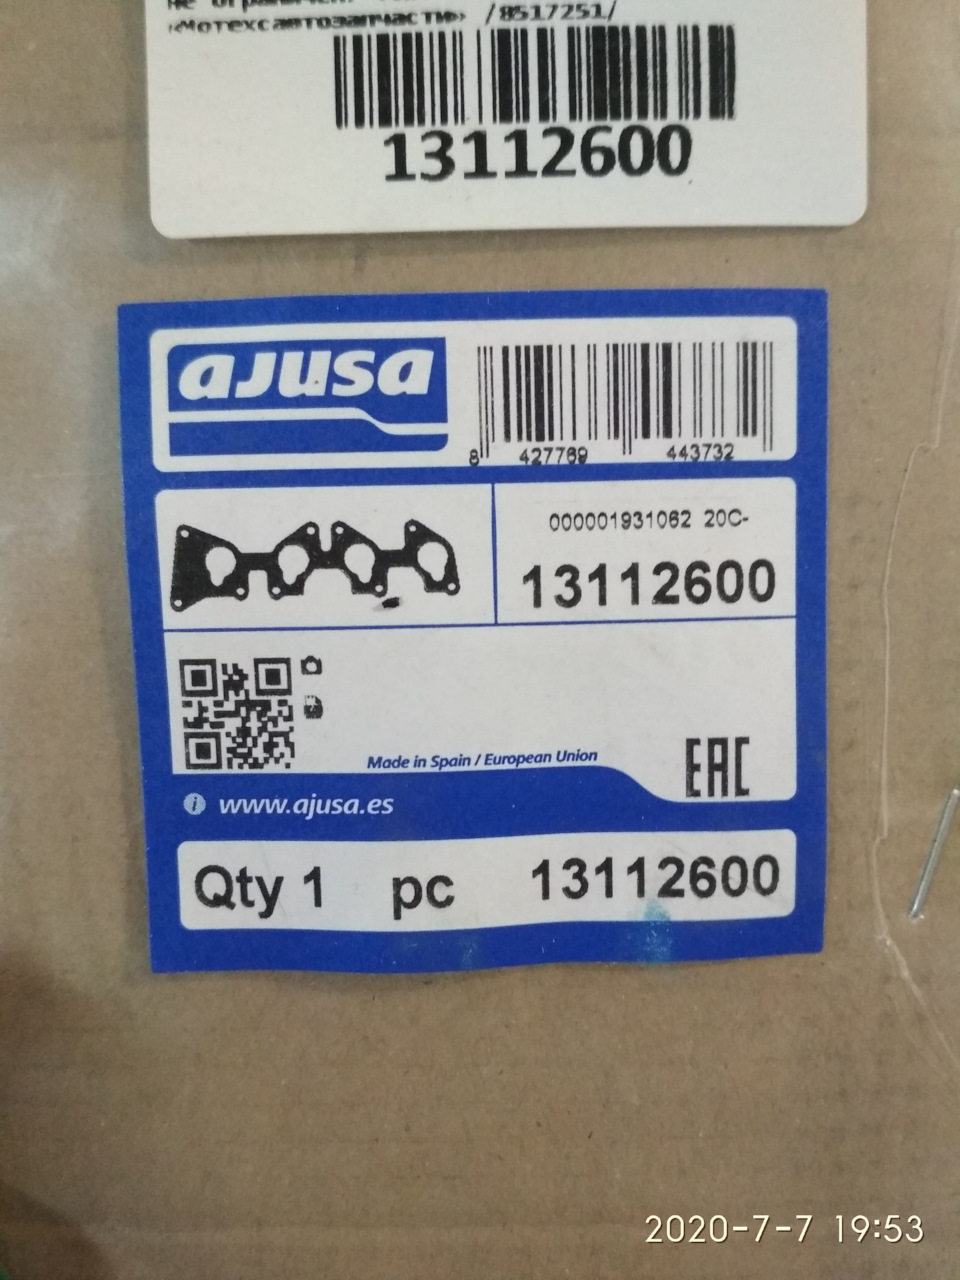 «Мотехсавтозапчасти» /8517251/
13112600
aJusa
8 427769 443732
000001931062 20C-
13112600
Made in Spain / European Union
EAC
i www.ajusa.es
Qty 1 pc 13112600
2020-7-7 19:53